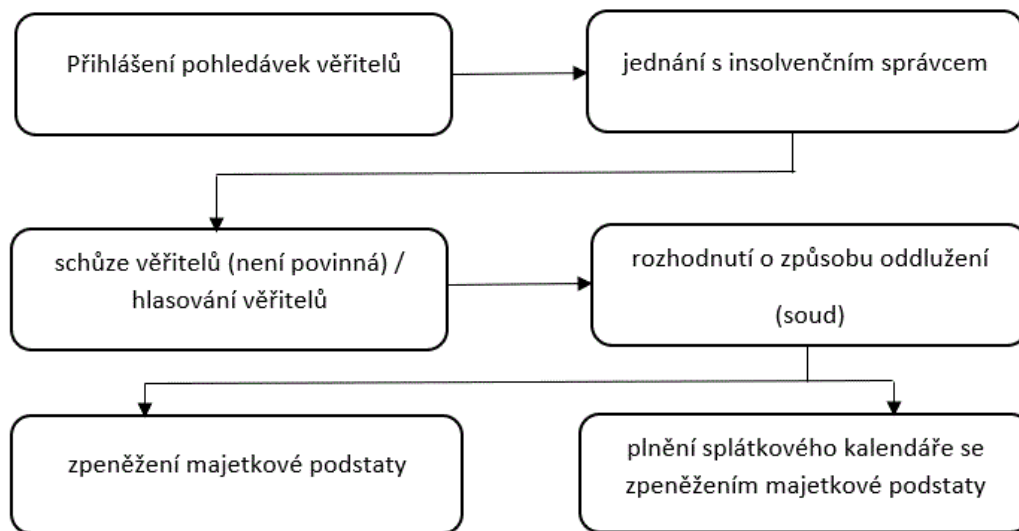 Přihlášení pohledávek věřitelů
jednání s insolvenčním správcem
schůze věřitelů (není povinná) /
hlasování věřitelů
rozhodnutí o způsobu oddlužení
(soud)
zpeněžení majetkové podstaty
plnění splátkového kalendáře se
zpeněžením majetkové podstaty